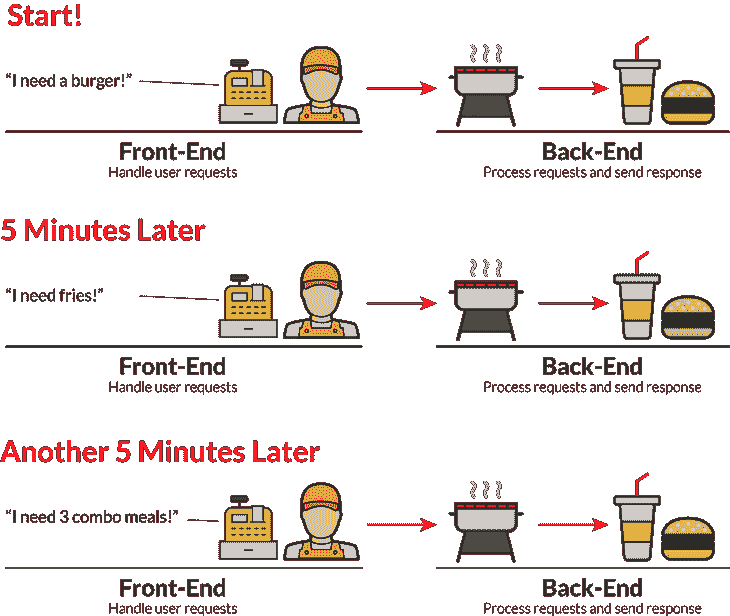 Start!
“I need a burger!”
Front-End
Handle user requests
Back-End
Process requests and send response
5 Minutes Later
“I need fries!”
Front-End
Handle user requests
Back-End
Process requests and send response
Another 5 Minutes Later
“I need 3 combo meals!”
Front-End
Handle user requests
Back-End
Process requests and send response